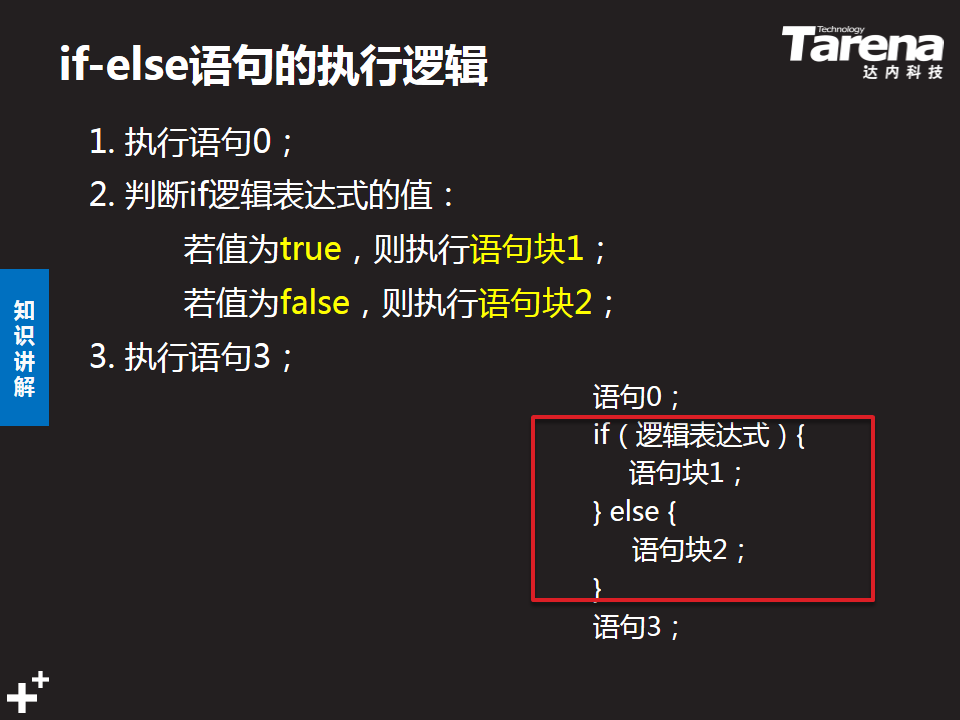 if-else语句的执行逻辑
Technology
Tarena
达内科技
1. 执行语句0；
2. 判断if逻辑表达式的值：
若值为true，则执行语句块1；
若值为false，则执行语句块2；
3. 执行语句3；
知识讲解
语句0；
if（逻辑表达式）{
语句块1；
} else {
语句块2；
}
语句3；